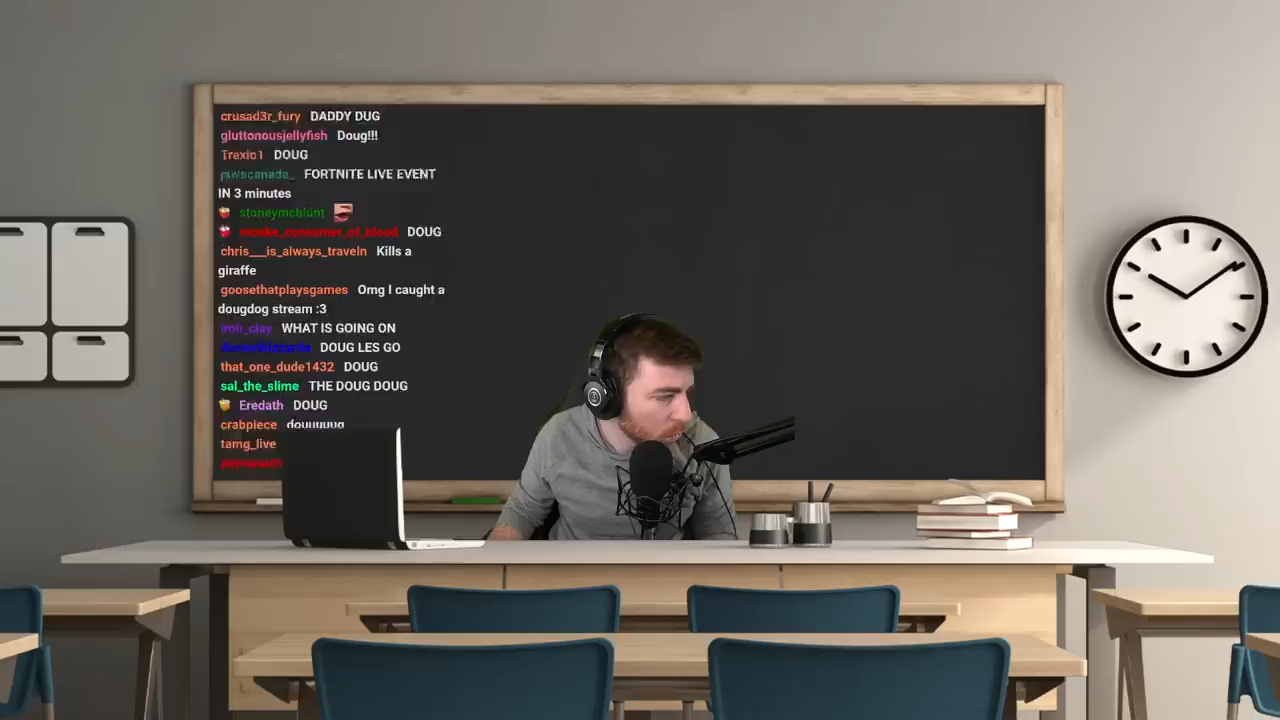 crusad3r_fury DADDY DUG
gluttonousjellyfish Doug!!!
Trexio1 DOUG
FORTNITE LIVE EVENT
IN 3 minutes
stoneymcblunt
monke_consumer_of_blood DOUG
chris___is_always_traveln Kills a
giraffe
goosethatplaysgames Omg I caught a
dougdog stream :3
iron_clay WHAT IS GOING ON
DOUG LES GO
that_one_dude1432 DOUG
sal_the_slime THE DOUG DOUG
Eredath DOUG
crabpiece douuuuug
tamg_live